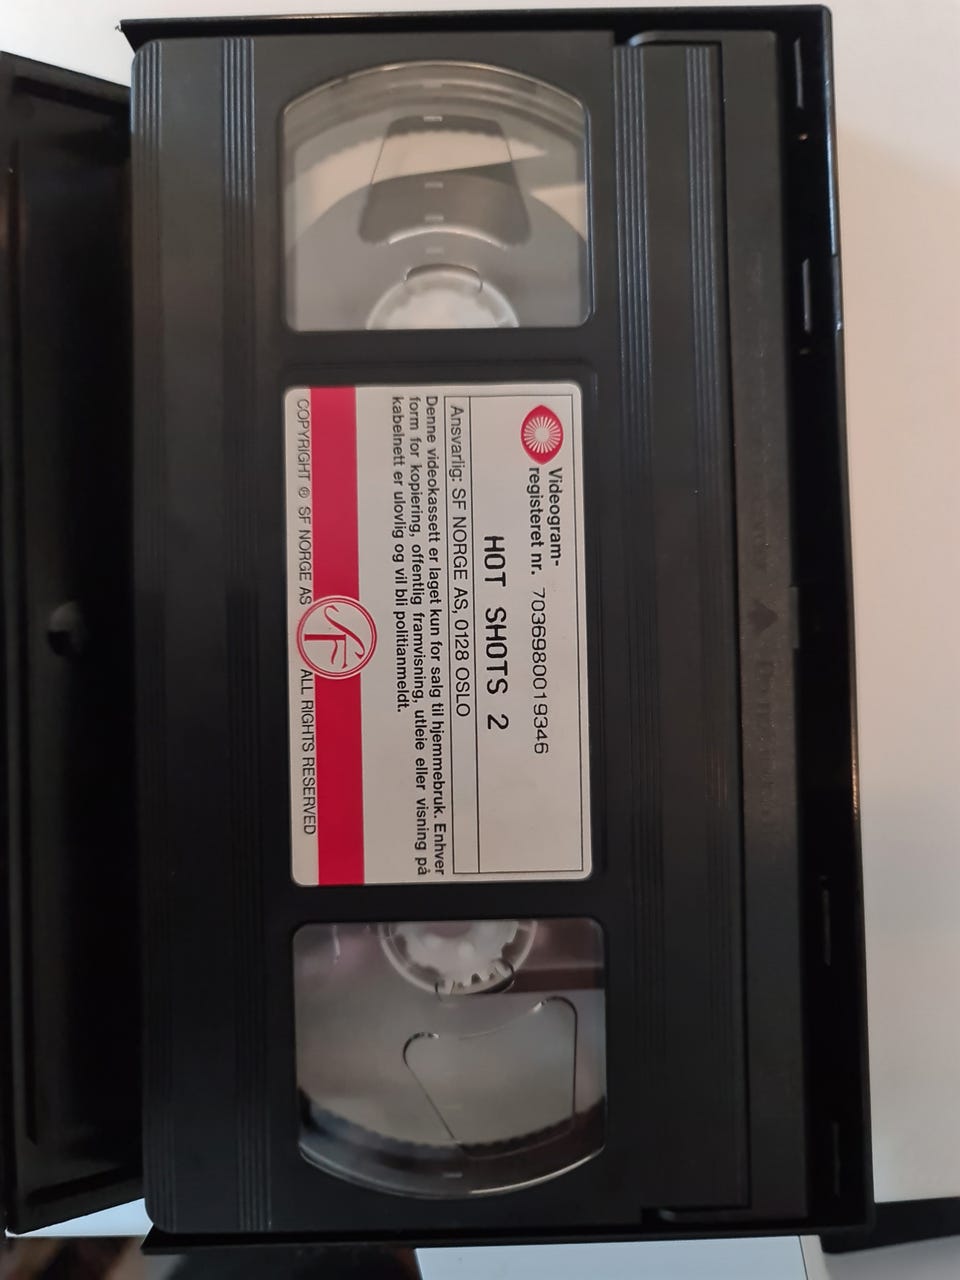 Videogram-
registeret nr. 7036980019346
HOT SHOTS 2
Ansvarlig: SF NORGE AS, 0128 OSLO
Denne videokassett er laget kun for salg til hjemmebruk. Enhver
form for kopiering, offentlig framvisning, utleie eller visning på
kabelnett er ulovlig og vil bli politianmeldt.
SF
COPYRIGHT ® SF NORGE AS ALL RIGHTS RESERVED